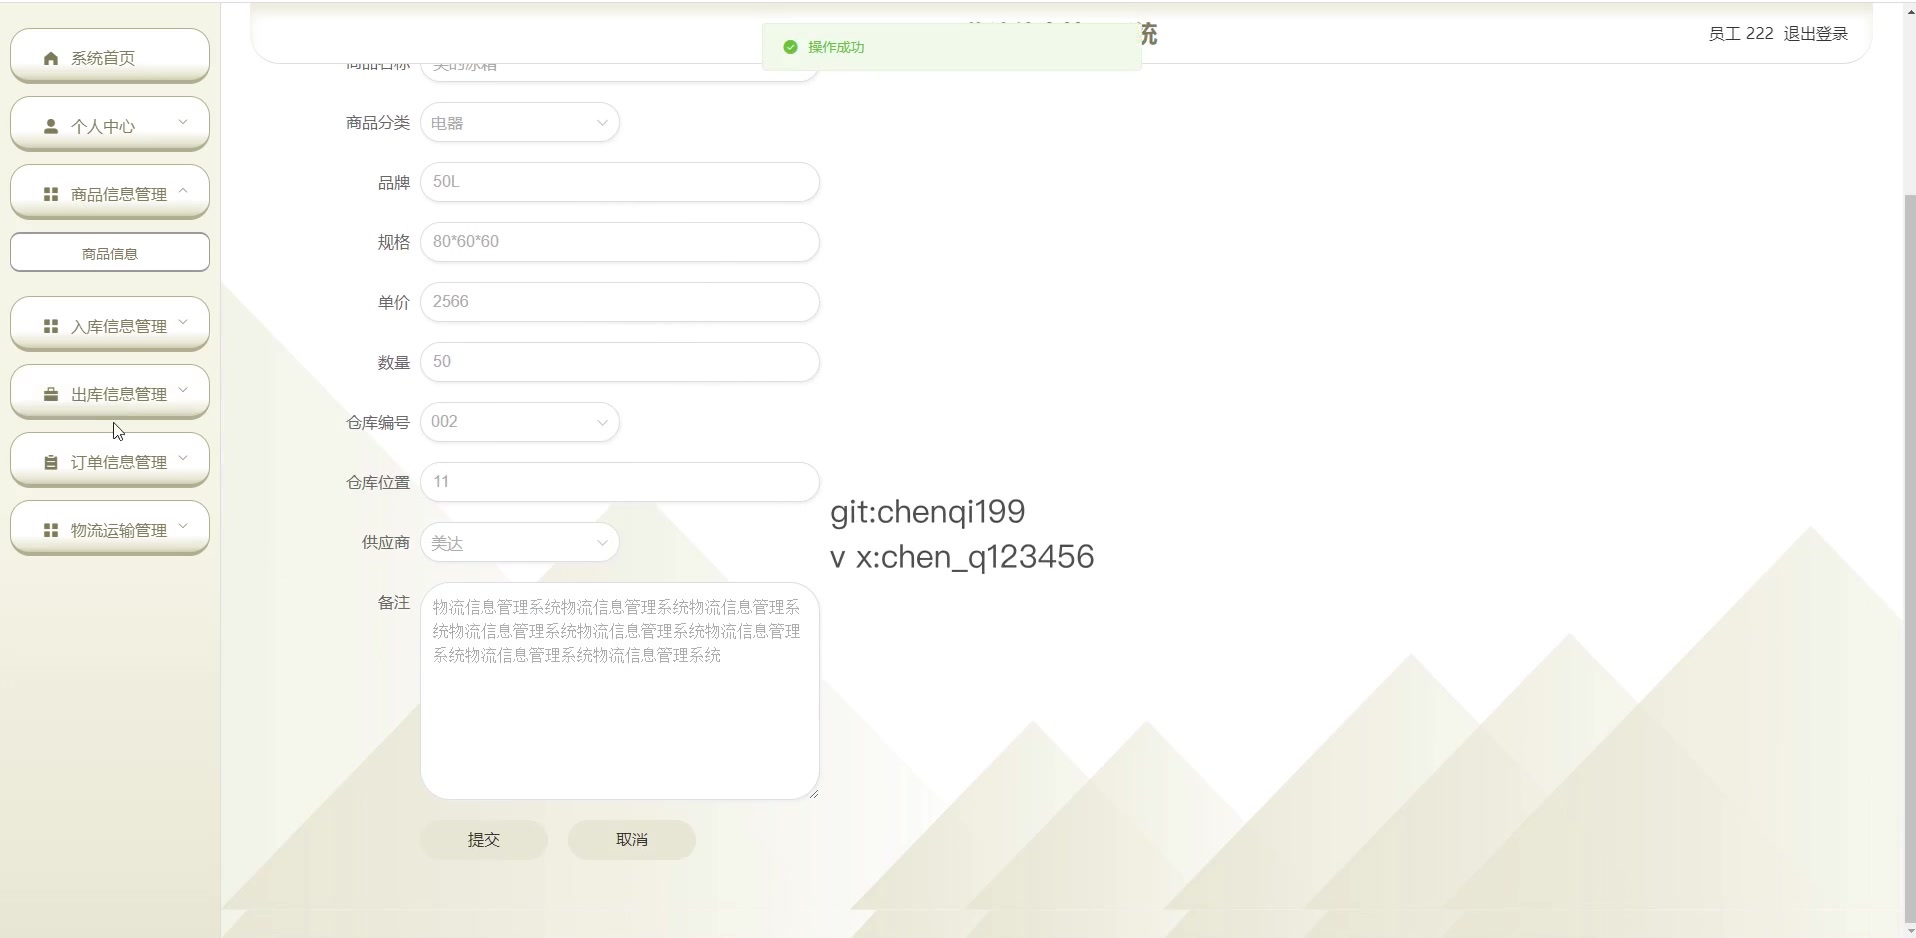 系统首页
个人中心
商品信息管理
商品信息
入库信息管理
出库信息管理
订单信息管理
物流运输管理
统
操作成功
员工 222 退出登录
商品名称 美的冰箱
商品分类 电器
品牌 50L
规格 80*60*60
单价 2566
数量 50
仓库编号 002
仓库位置 11
供应商 美达
备注 物流信息管理系统物流信息管理系统物流信息管理系
统物流信息管理系统物流信息管理系统物流信息管理
系统物流信息管理系统物流信息管理系统
git:chenqi199
v x:chen_q123456
提交 取消